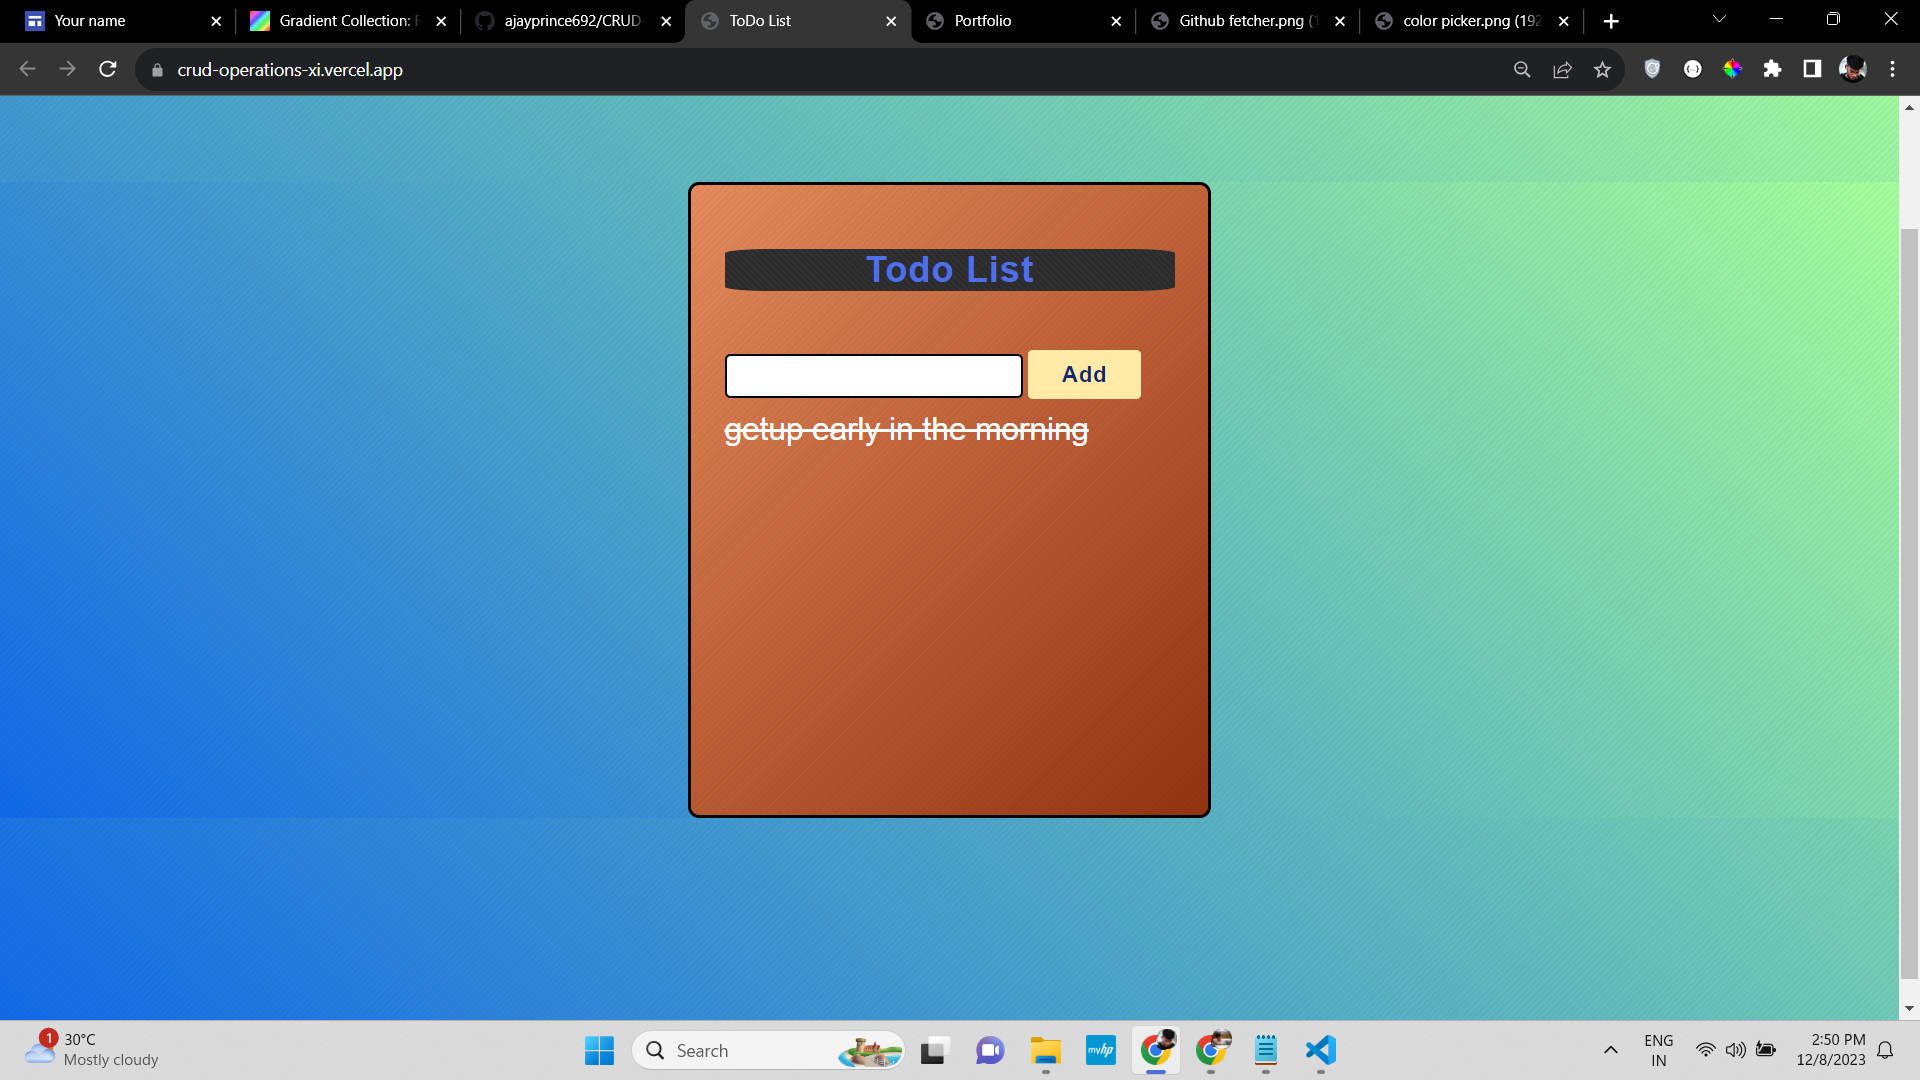 Your name
Gradient Collection:
ajayprince692/CRUD
ToDo List
Portfolio
Github fetcher.png (1
color picker.png (192
crud-operations-xi.vercel.app
Todo List
Add
getup early in the morning
1
30°C
Mostly cloudy
Search
myhp
ENG
IN
2:50 PM
12/8/2023